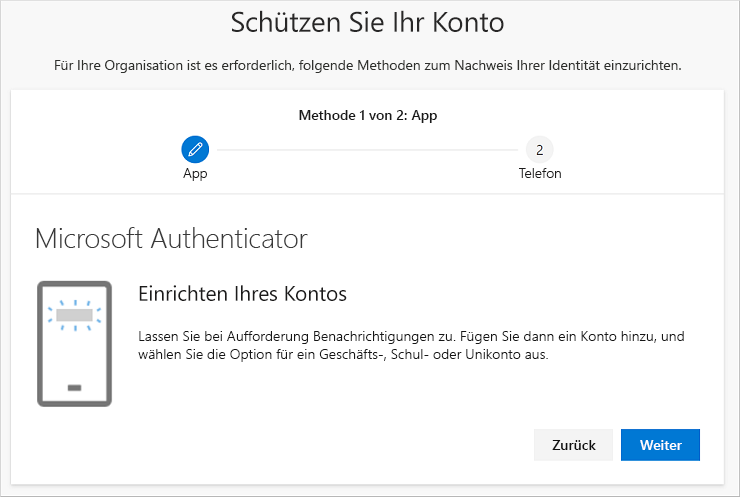 Schützen Sie Ihr Konto
Für Ihre Organisation ist es erforderlich, folgende Methoden zum Nachweis Ihrer Identität einzurichten.
Methode 1 von 2: App
2
App
Telefon
Microsoft Authenticator
Einrichten Ihres Kontos
Lassen Sie bei Aufforderung Benachrichtigungen zu. Fügen Sie dann ein Konto hinzu, und
wählen Sie die Option für ein Geschäfts-, Schul- oder Unikonto aus.
Zurück
Weiter